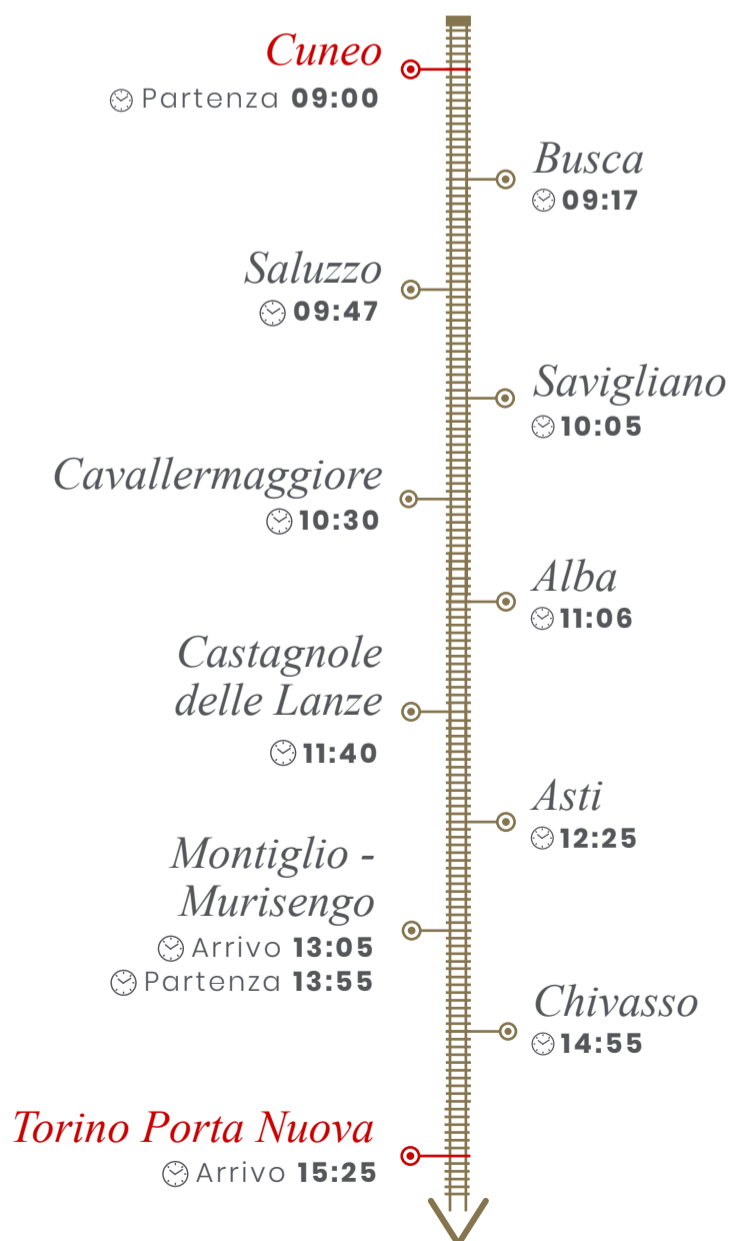 Cuneo
Partenza 09:00
Busca
09:17
Saluzzo
09:47
Savigliano
10:05
Cavallermaggiore
10:30
Alba
11:06
Castagnole
delle Lanze
11:40
Asti
12:25
Montiglio -
Murisengo
Arrivo 13:05
Partenza 13:55
Chivasso
14:55
Torino Porta Nuova
Arrivo 15:25